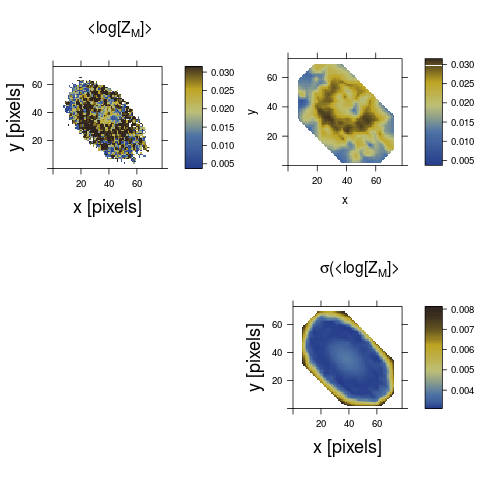 <log[Z_M]>
60
40
20
20 40 60
x [pixels]
y [pixels]
0.030
0.025
0.020
0.015
0.010
0.005
60
40
20
20 40 60
x
y
0.030
0.025
0.020
0.015
0.010
0.005
σ(<log[Z_M]>
60
40
20
20 40 60
x [pixels]
y [pixels]
0.008
0.007
0.006
0.005
0.004